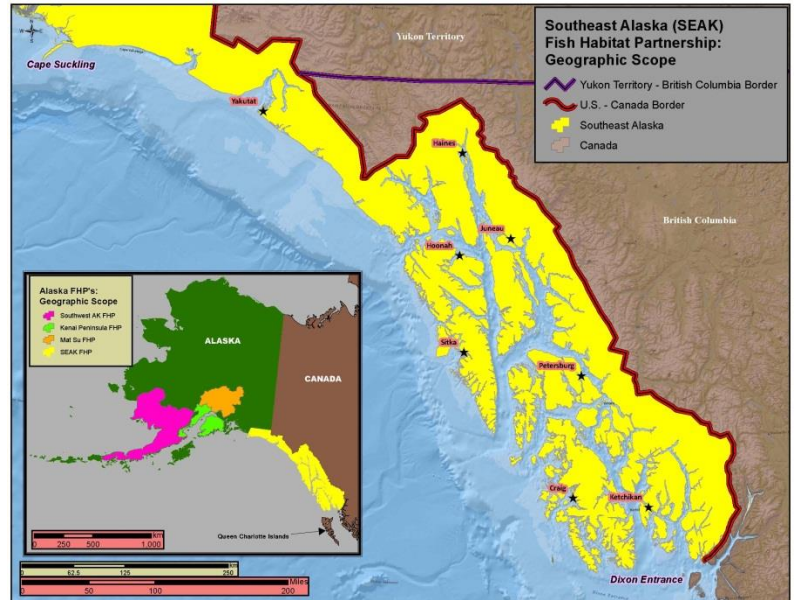 Southeast Alaska (SEAK)
Fish Habitat Partnership:
Geographic Scope
Yukon Territory - British Columbia Border
U.S. - Canada Border
Southeast Alaska
Canada
Yukon Territory
Cape Suckling
Yakutat
Haines
Juneau
Hoonah
British Columbia
Sitka
Petersburg
Craig
Ketchikan
Dixon Entrance
Alaska FHP's:
Geographic Scope
Southwest AK FHP
Kenai Peninsula FHP
Mat Su FHP
SEAK FHP
ALASKA
CANADA
Queen Charlotte Islands
Km
0 250 500 1,000
0 62.5 125 250
Miles
0 50 100 200